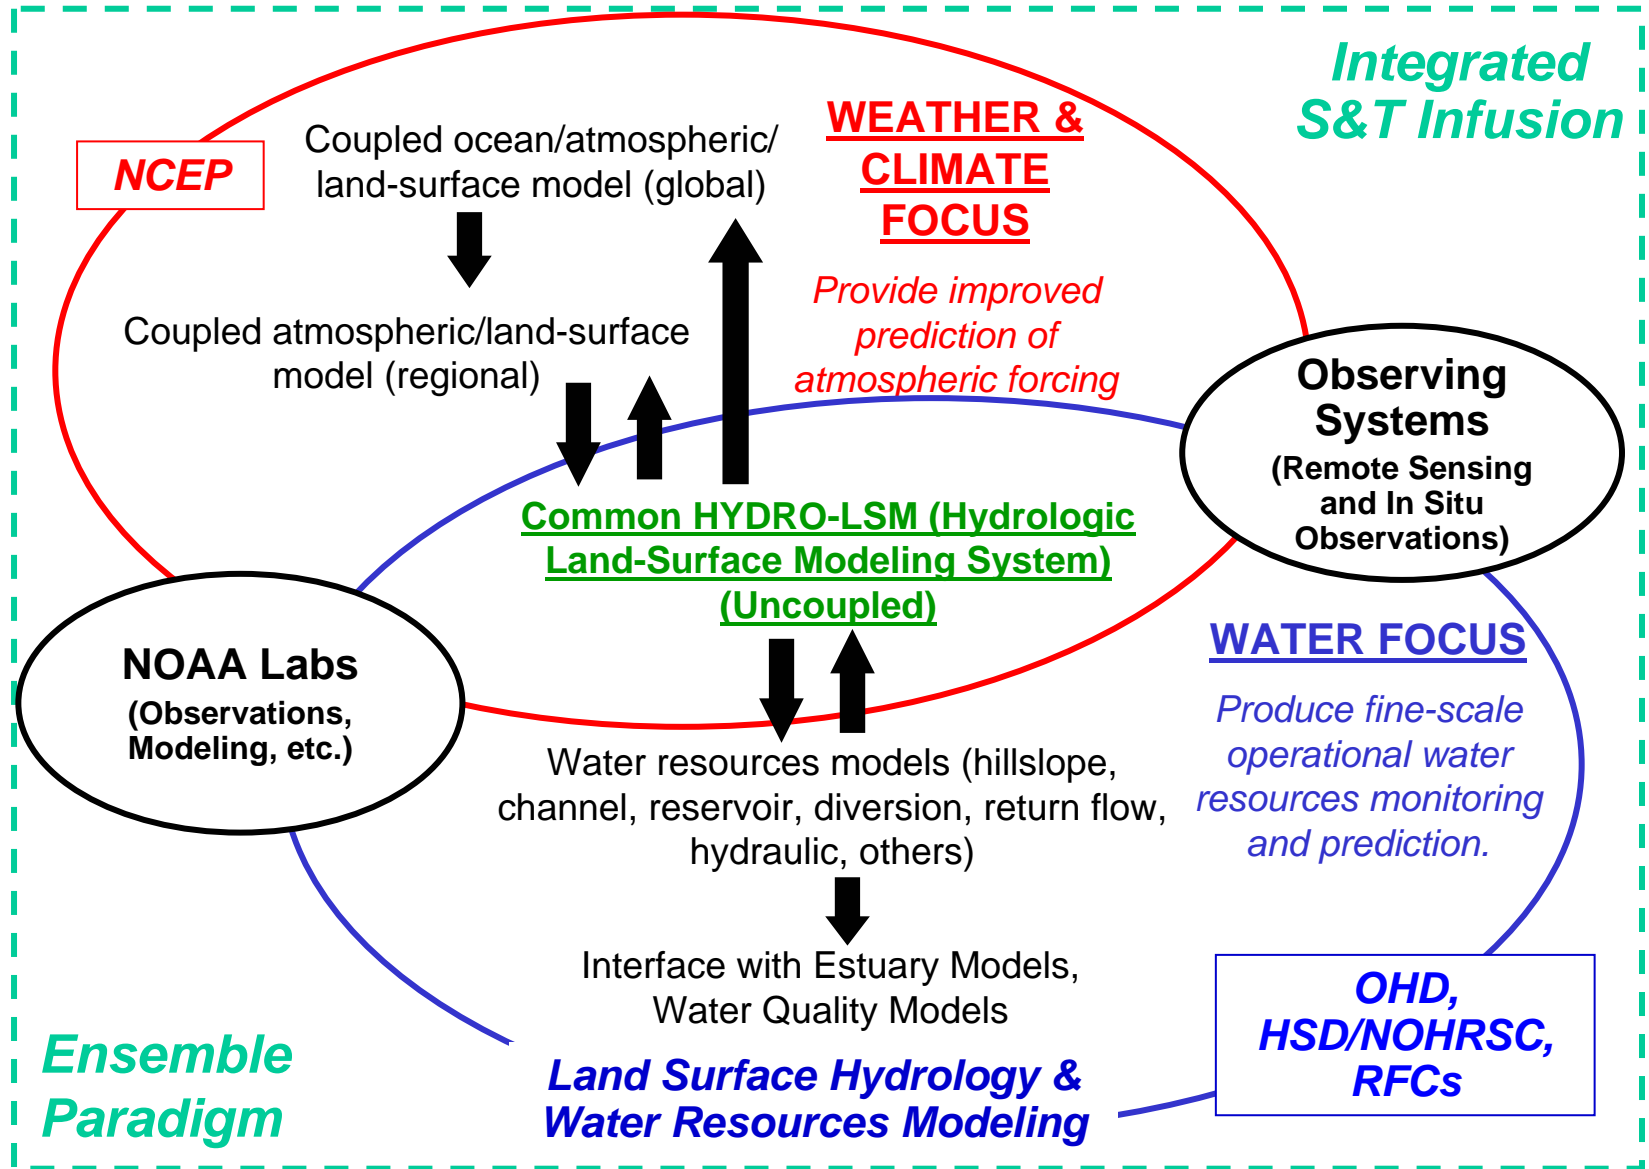 Integrated
S&T Infusion
NCEP
Coupled ocean/atmospheric/
land-surface model (global)
WEATHER &
CLIMATE
FOCUS
Provide improved
prediction of
atmospheric forcing
Coupled atmospheric/land-surface
model (regional)
Observing
Systems
(Remote Sensing
and In Situ
Observations)
Common HYDRO-LSM (Hydrologic
Land-Surface Modeling System)
(Uncoupled)
NOAA Labs
(Observations,
Modeling, etc.)
WATER FOCUS
Produce fine-scale
operational water
resources monitoring
and prediction.
Water resources models (hillslope,
channel, reservoir, diversion, return flow,
hydraulic, others)
Interface with Estuary Models,
Water Quality Models
OHD,
HSD/NOHRSC,
RFCs
Ensemble
Paradigm
Land Surface Hydrology &
Water Resources Modeling